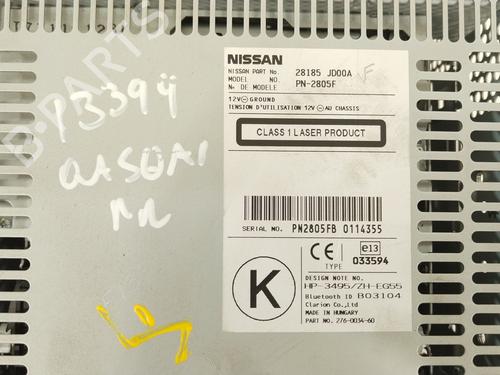 B-PARTS
P3394
QASQAI
NISSAN
NISSAN PART No. 28185 JD00A F
MODEL NO. PN-2805F
No DE MODELE
12V ⊖ GROUND
TENSION D'UTILISATION 12V ⊖ AU CHASSIS
CLASS 1 LASER PRODUCT
SERIAL NO. PN2805FB 0114355
CE e13
TYPE 033594
K
DESIGN NOTE NO.
HP-3495/ZH-EG55
Bluetooth ID B03104
Clarion Co.,Ltd
MADE IN HUNGARY
PART NO. 276-0034-60